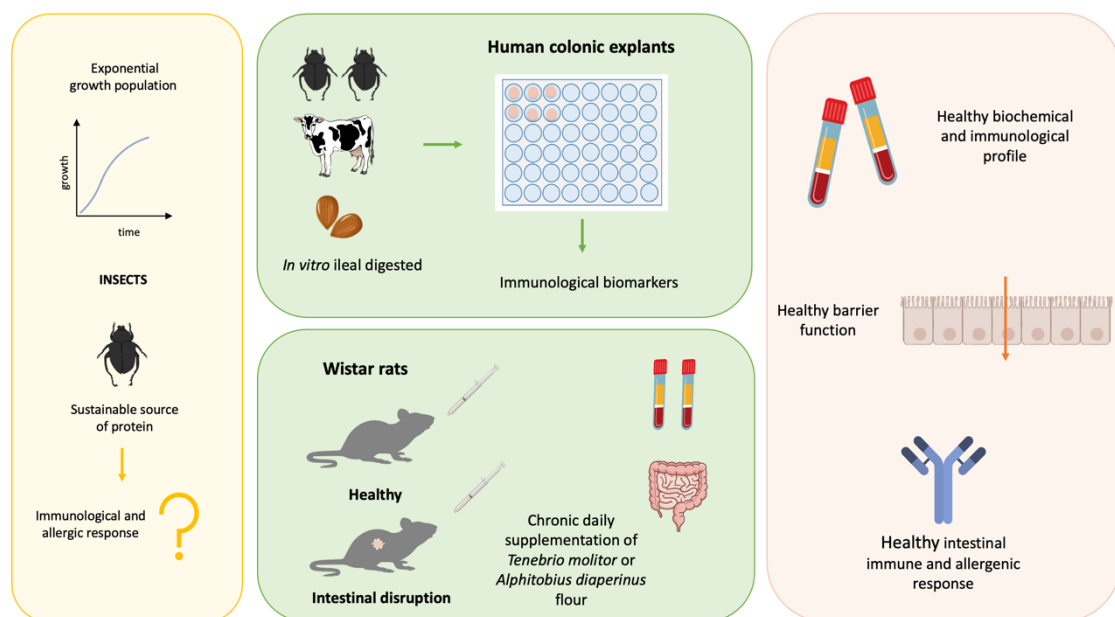 Exponential
growth population
growth
time
INSECTS
Sustainable source
of protein
Immunological and
allergic response
?
Human colonic explants
In vitro ileal digested
Immunological biomarkers
Wistar rats
Healthy
Intestinal disruption
Chronic daily
supplementation of
Tenebrio molitor or
Alphitobius diaperinus
flour
Healthy biochemical
and immunological
profile
Healthy barrier
function
Healthy intestinal
immune and allergenic
response